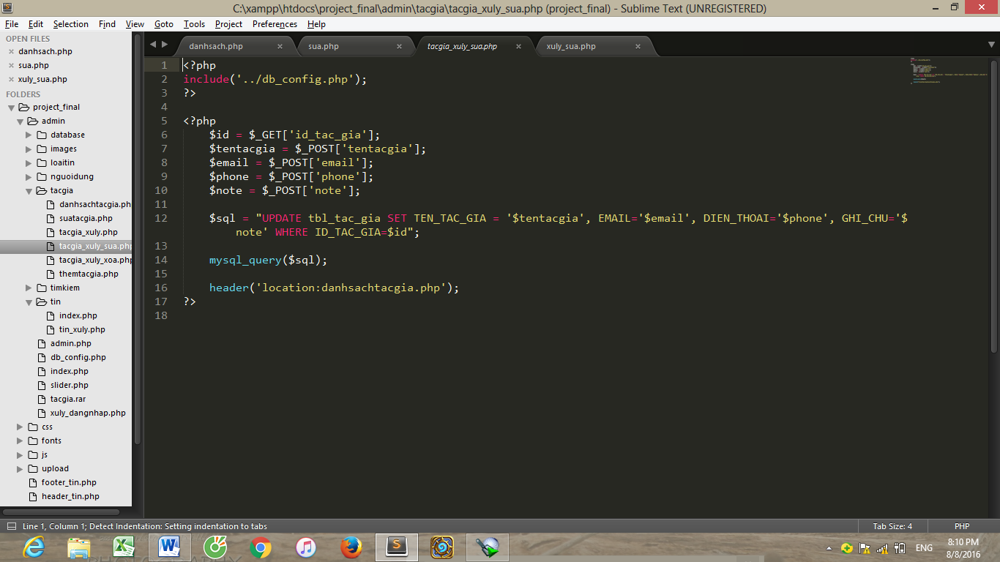 C:\xampp\htdocs\project_final\admin\tacgia\tacgia_xuly_sua.php (project_final) - Sublime Text (UNREGISTERED)
File Edit Selection Find View Goto Tools Project Preferences Help
OPEN FILES
danhsach.php
sua.php
xuly_sua.php
FOLDERS
project_final
admin
database
images
loaitin
nguoidung
tacgia
danhsachtacgia.ph
suatacgia.php
tacgia_xuly.php
tacgia_xuly_sua.php
tacgia_xuly_xoa.php
themtacgia.php
timkiem
tin
index.php
tin_xuly.php
admin.php
db_config.php
index.php
slider.php
tacgia.rar
xuly_dangnhap.php
css
fonts
js
upload
footer_tin.php
header_tin.php
danhsach.php sua.php tacgia_xuly_sua.php xuly_sua.php
1 <?php
2 include('../db_config.php');
3 ?>
4
5 <?php
6 $id = $_GET['id_tac_gia'];
7 $tentacgia = $_POST['tentacgia'];
8 $email = $_POST['email'];
9 $phone = $_POST['phone'];
10 $note = $_POST['note'];
11
12 $sql = "UPDATE tbl_tac_gia SET TEN_TAC_GIA = '$tentacgia', EMAIL='$email', DIEN_THOAI='$phone', GHI_CHU='$
note' WHERE ID_TAC_GIA=$id";
13
14 mysql_query($sql);
15
16 header('location:danhsachtacgia.php');
17 ?>
18
Line 1, Column 1; Detect Indentation: Setting indentation to tabs
Tab Size: 4 PHP
ENG
8:10 PM
8/8/2016